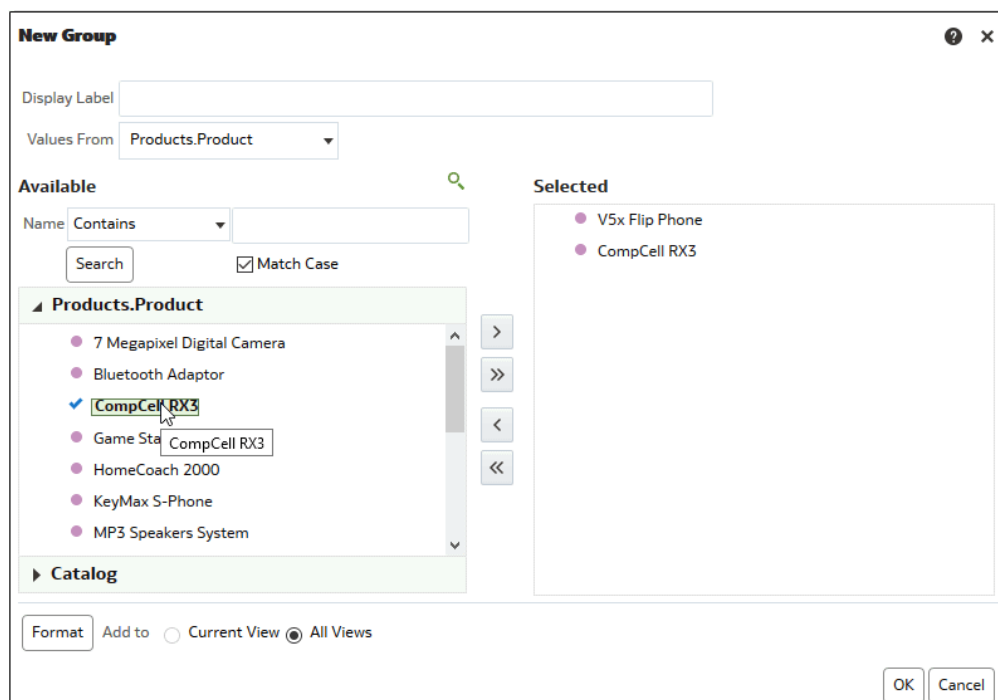 New Group
Display Label
Values From Products.Product
Available
Name Contains
Search Match Case
Products.Product
7 Megapixel Digital Camera
Bluetooth Adaptor
CompCell RX3
Game Sta
CompCell RX3
HomeCoach 2000
KeyMax S-Phone
MP3 Speakers System
Catalog
Selected
V5x Flip Phone
CompCell RX3
Format Add to Current View All Views
OK Cancel